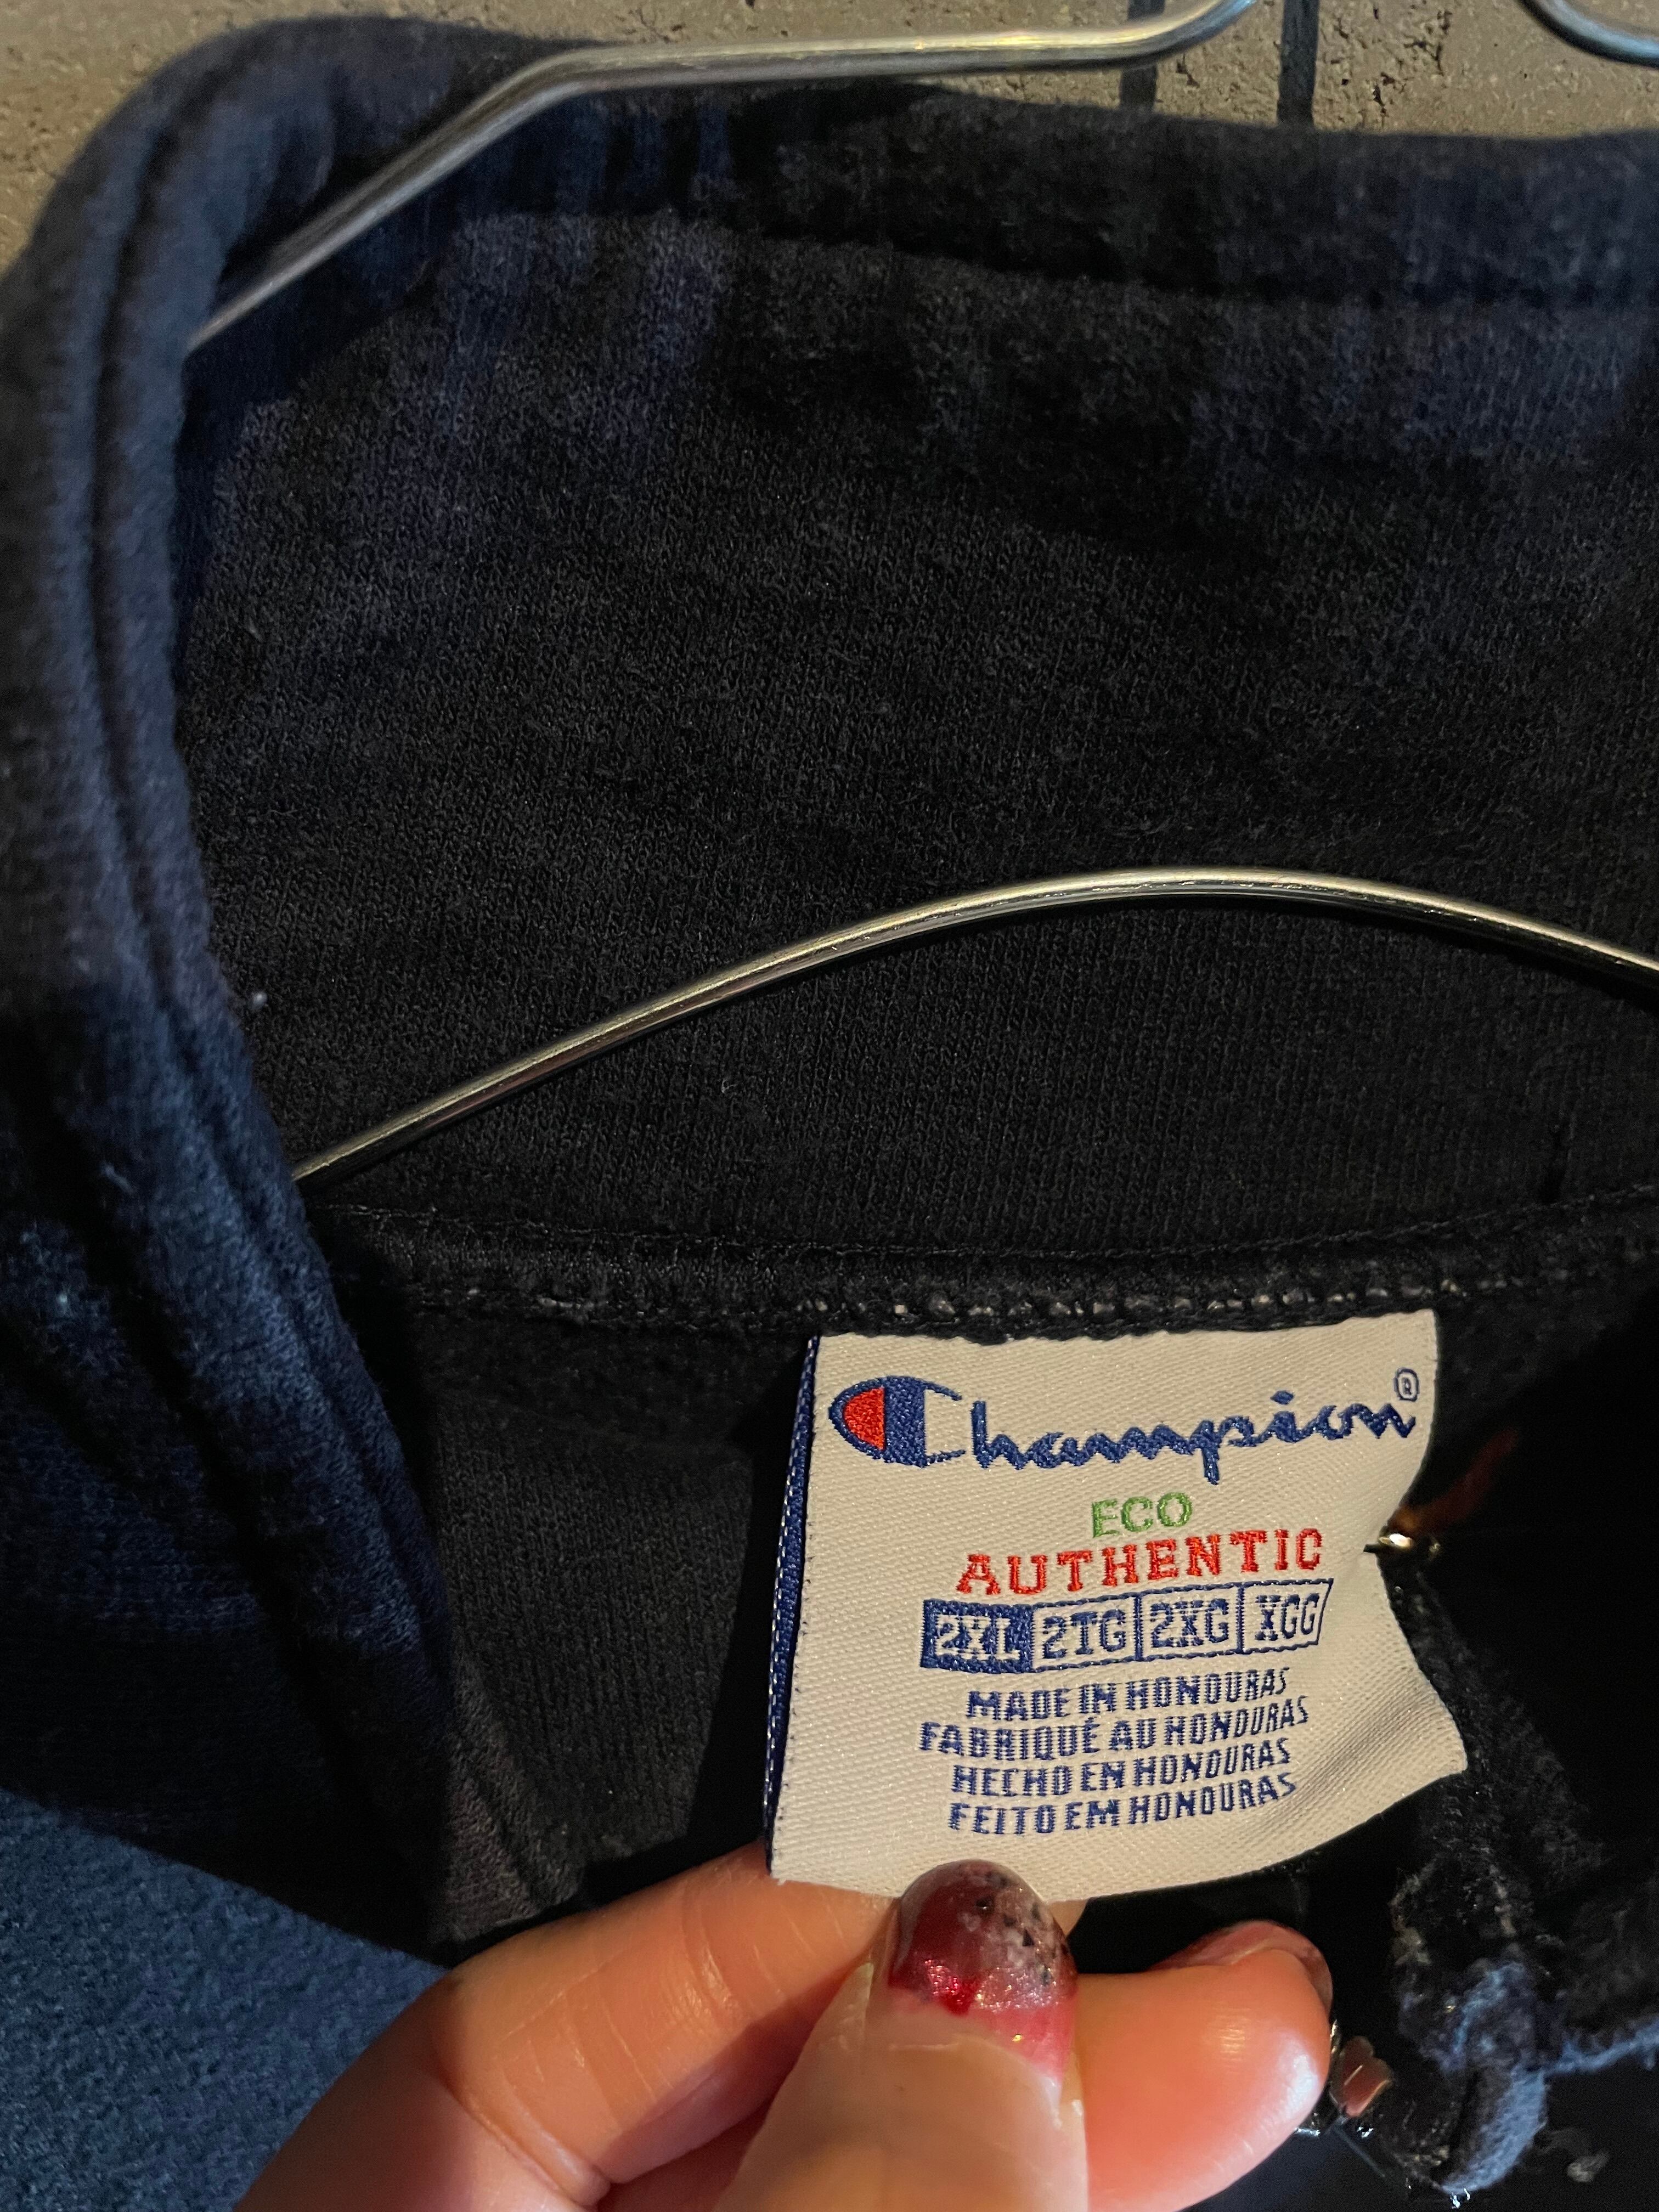 Champion®
ECO
AUTHENTIC
2XL 2TG 2XG XGG
MADE IN HONDURAS
FABRIQUÉ AU HONDURAS
HECHO EN HONDURAS
FEITO EM HONDURAS